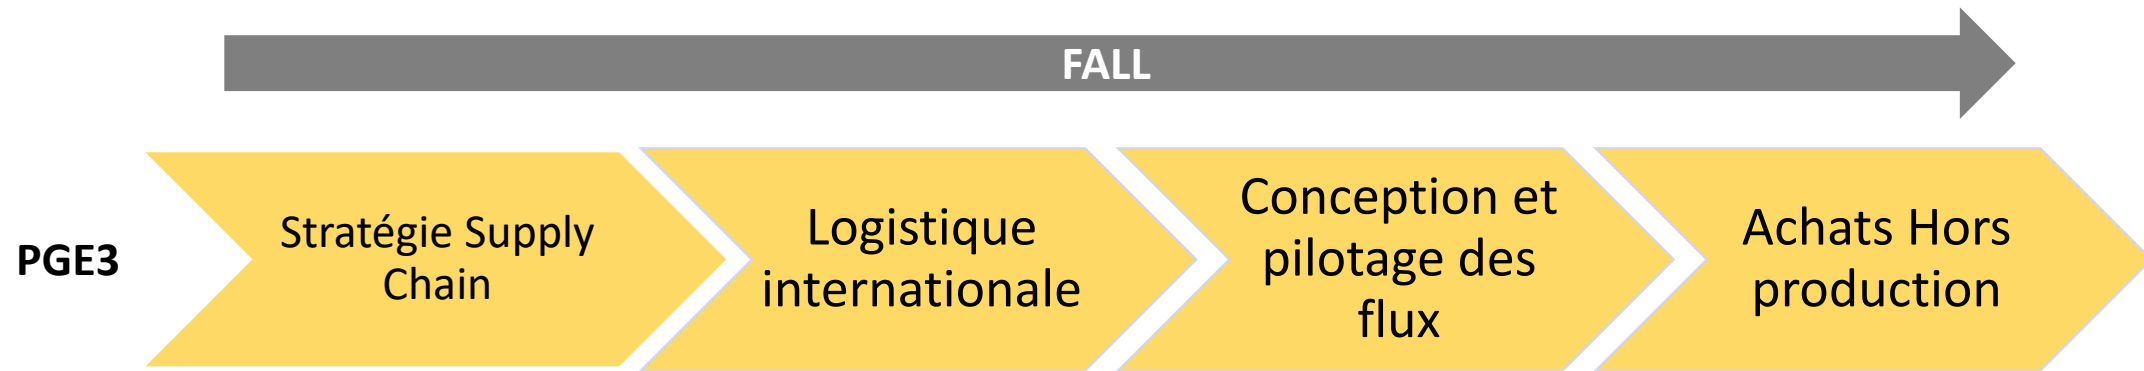 FALL
PGE3
Stratégie Supply
Chain
Logistique
internationale
Conception et
pilotage des
flux
Achats Hors
production